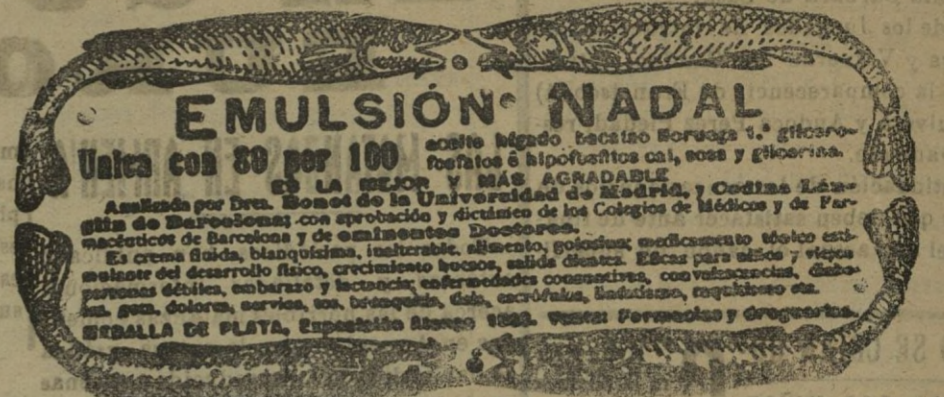 EMULSIÓN NADAL
Unica con 80 por 100
aceite hígado bacalao Noruega 1.ª glicero-
fosfatos é hipofosfitos cal, sosa y glicerina.
ES LA MEJOR Y MÁS AGRADABLE
Analizada por Dres. Bonet de la Universidad de Madrid, y Codina Län-
glin de Barcelona; con aprobación y dictámen de los Colegios de Médicos y de Far-
macéuticos de Barcelona y de eminentes Doctores.
Es crema fluida, blanquísima, inalterable, alimento, golosina; medicamento tónico esti-
mulante del desarrollo físico, crecimiento huesos, salida dientes. Eficaz para niños y viejos
personas débiles, embarazo y lactancia; enfermedades consuntivas, convalescencias, diabe-
tes, gota, dolores, nervios, tos, bronquitis, tisis, escrófulas, linfatismo, raquitismo etc.
MEDALLA DE PLATA, Exposición Venta: Farmacias y droguerías.